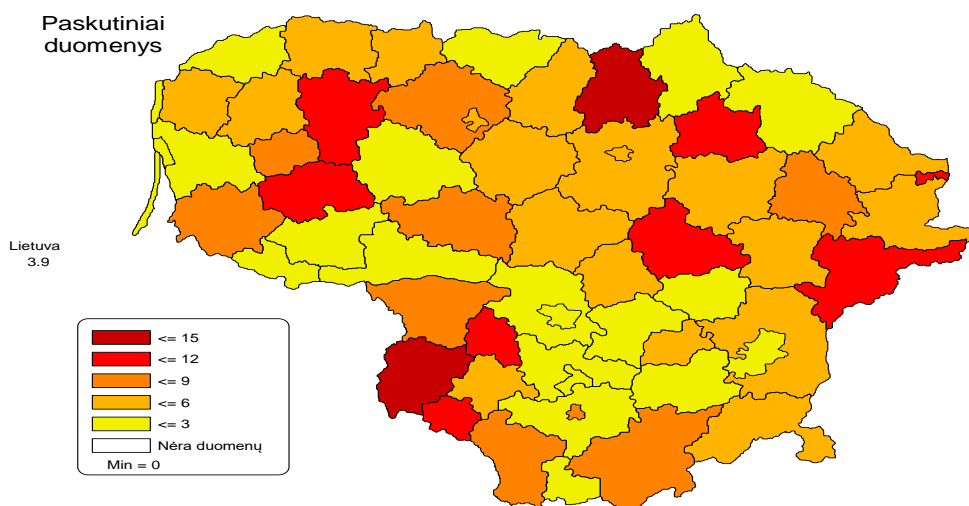 Paskutiniai
duomenys
Lietuva
3.9
<= 15
<= 12
<= 9
<= 6
<= 3
Nėra duomenų
Min = 0